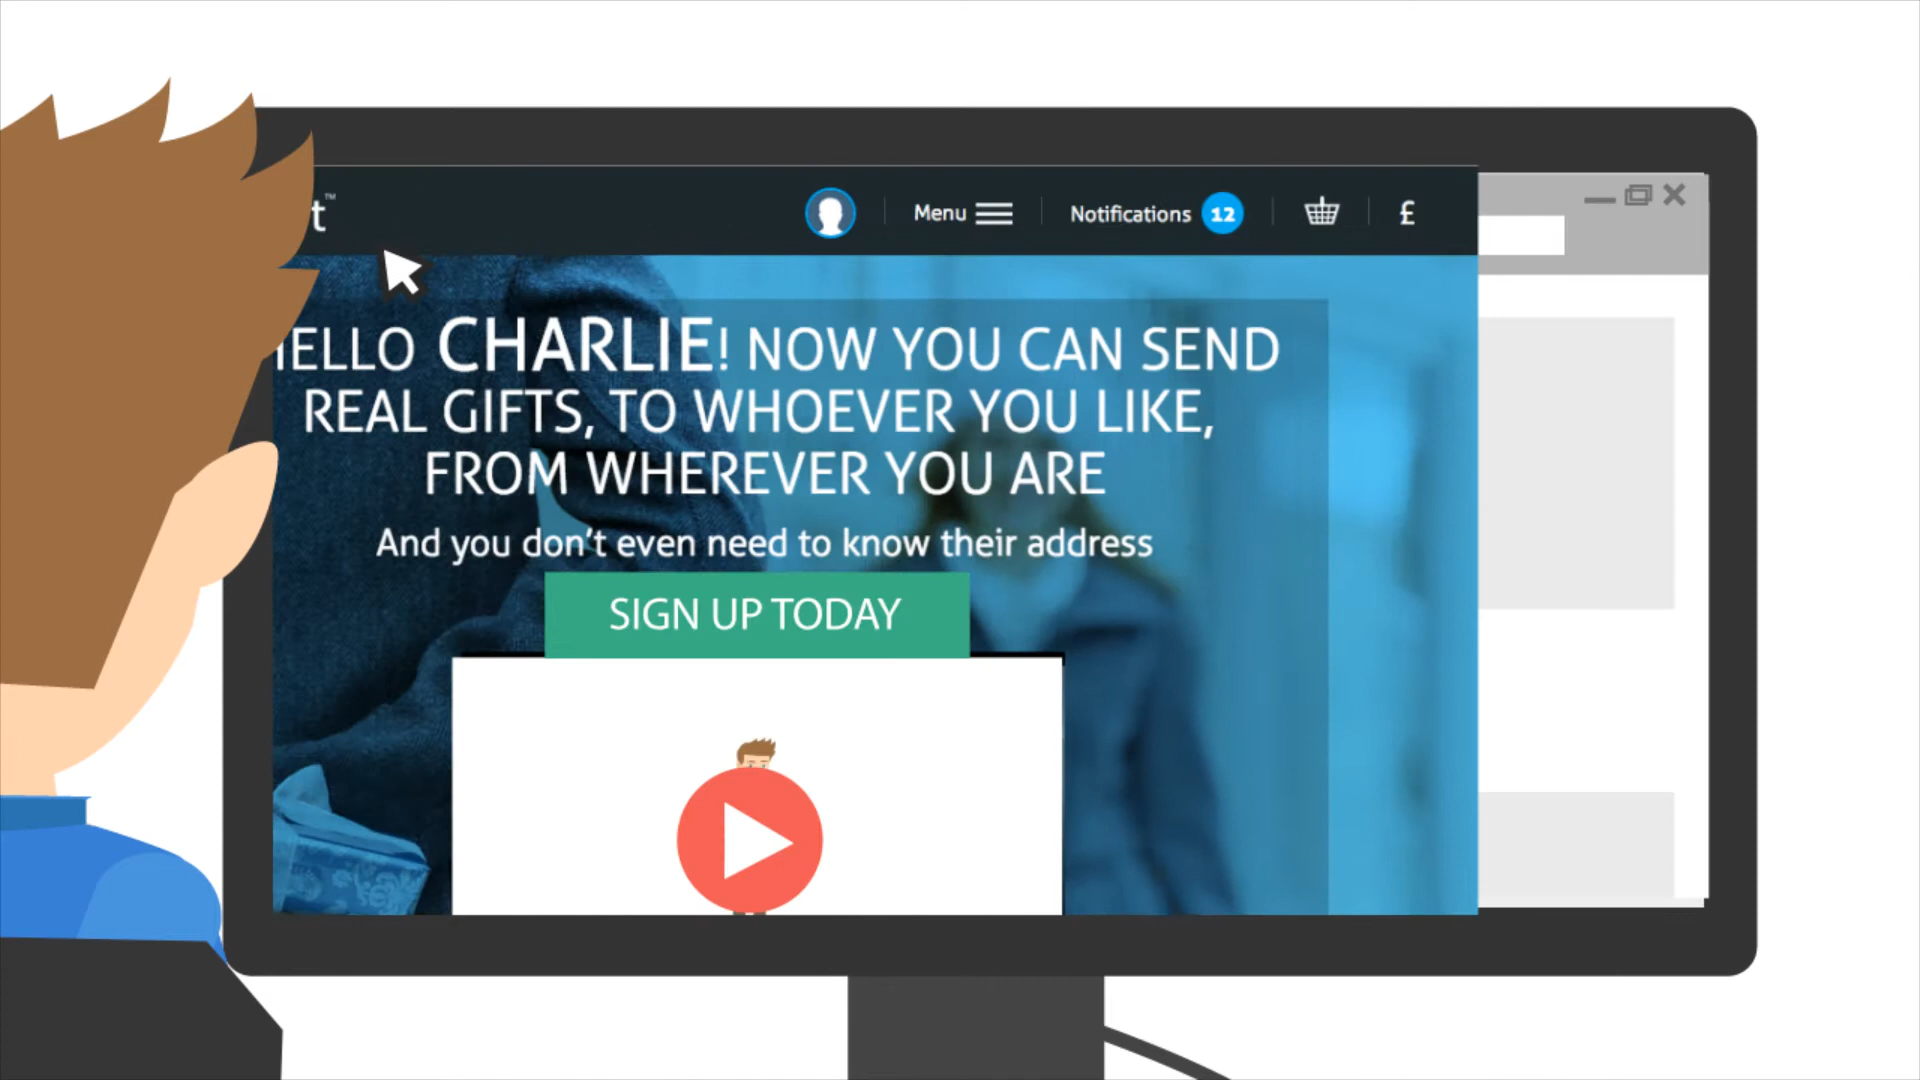 t™
Menu
Notifications 12
£
ELLO CHARLIE! NOW YOU CAN SEND
REAL GIFTS, TO WHOEVER YOU LIKE,
FROM WHEREVER YOU ARE
And you don't even need to know their address
SIGN UP TODAY